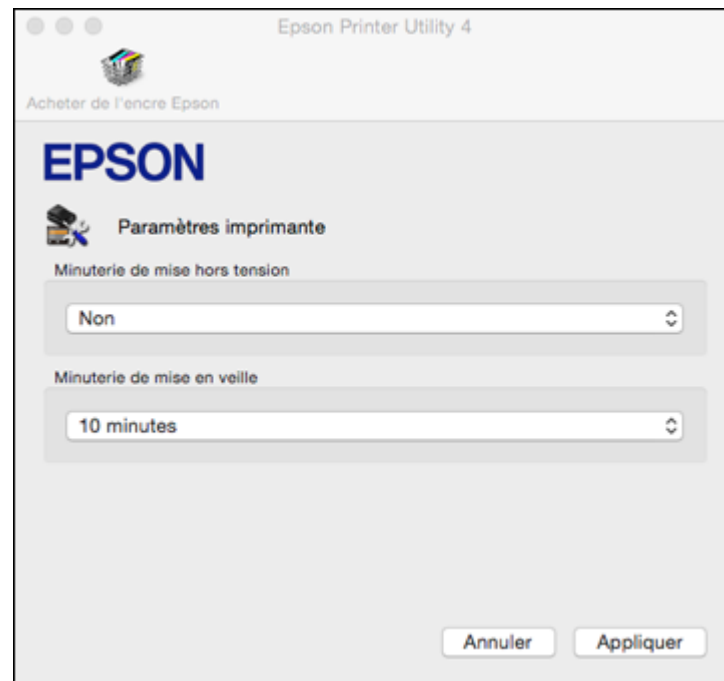 Epson Printer Utility 4
Acheter de l'encre Epson
EPSON
Paramètres imprimante
Minuterie de mise hors tension
Non
Minuterie de mise en veille
10 minutes
Annuler
Appliquer